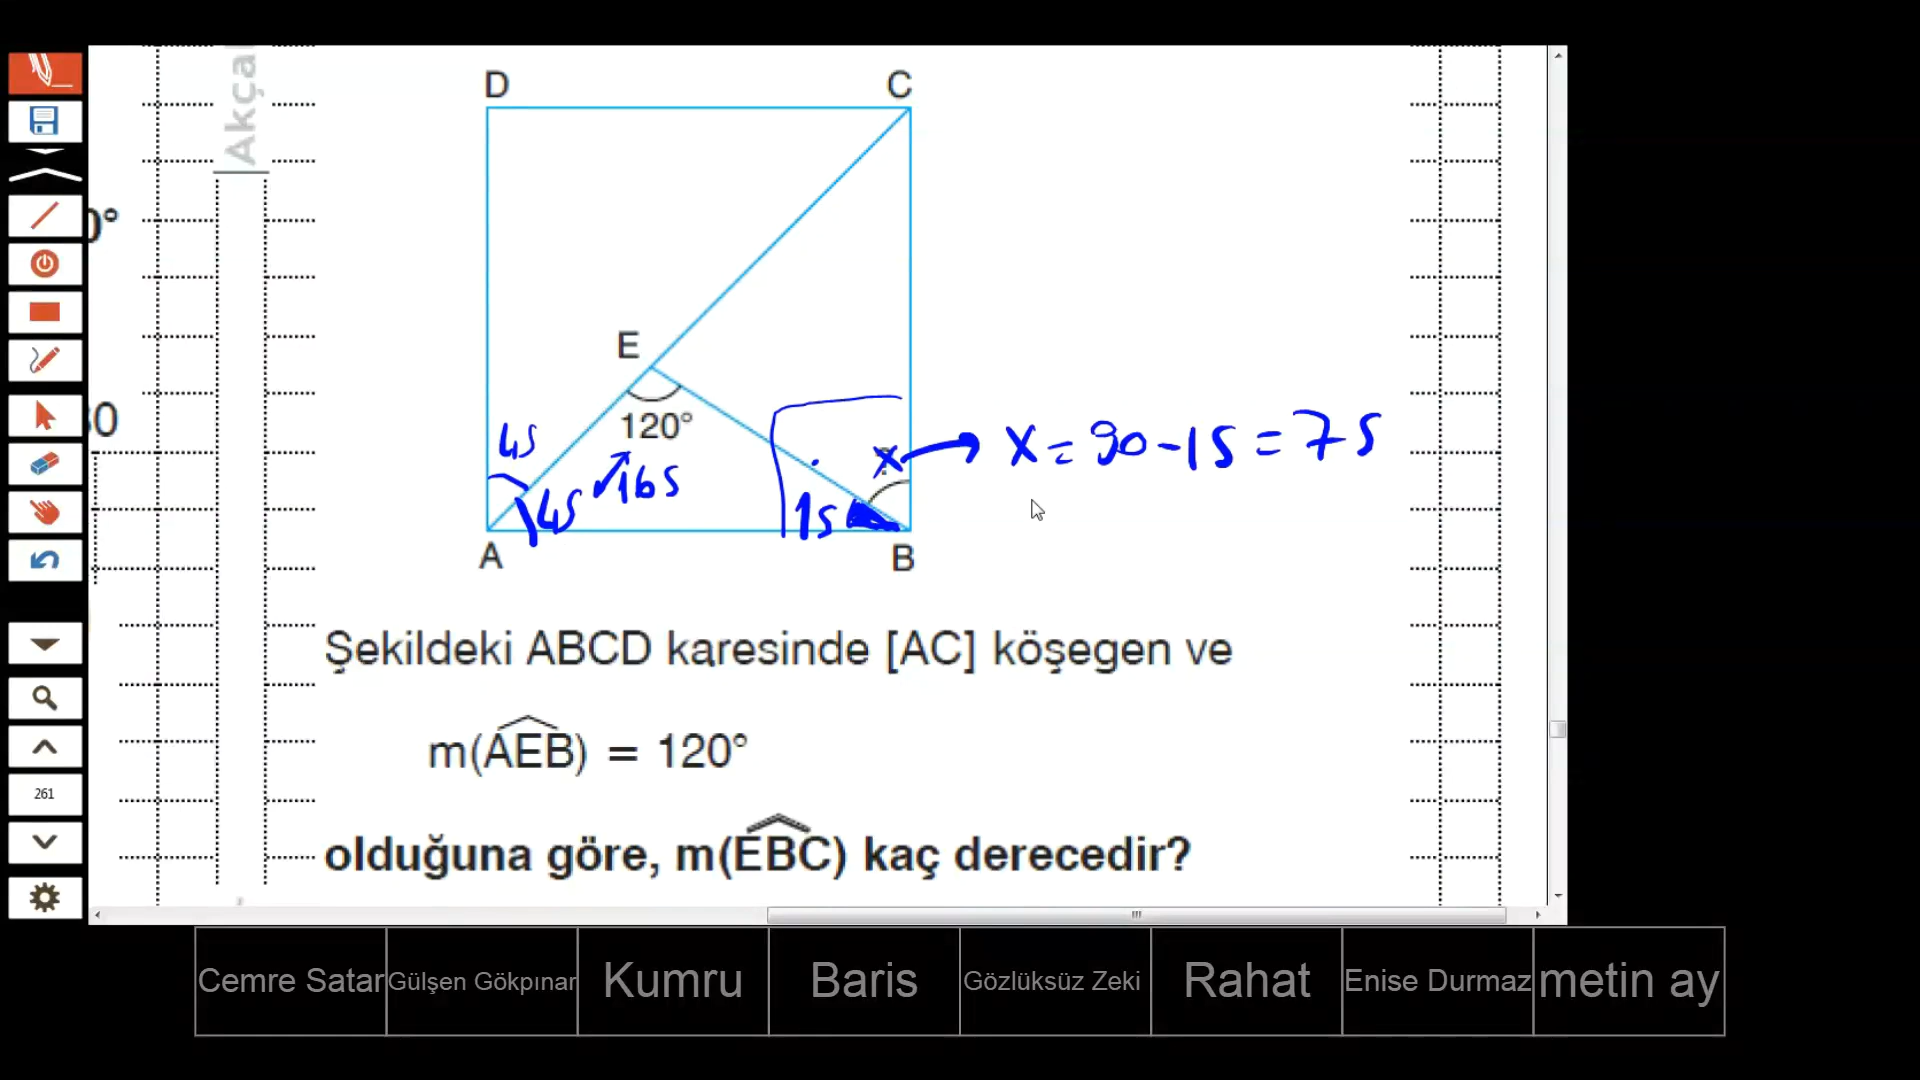 Akça
D
C
0°
E
120°
30
45
x
x = 90 - 15 = 75
165
45
15
A
B
Şekildeki ABCD karesinde [AC] köşegen ve
m(AEB) = 120°
olduğuna göre, m(EBC) kaç derecedir?
261
Cemre Satar
Gülşen Gökpınar
Kumru
Baris
Gözlüksüz Zeki
Rahat
Enise Durmaz
metin ay